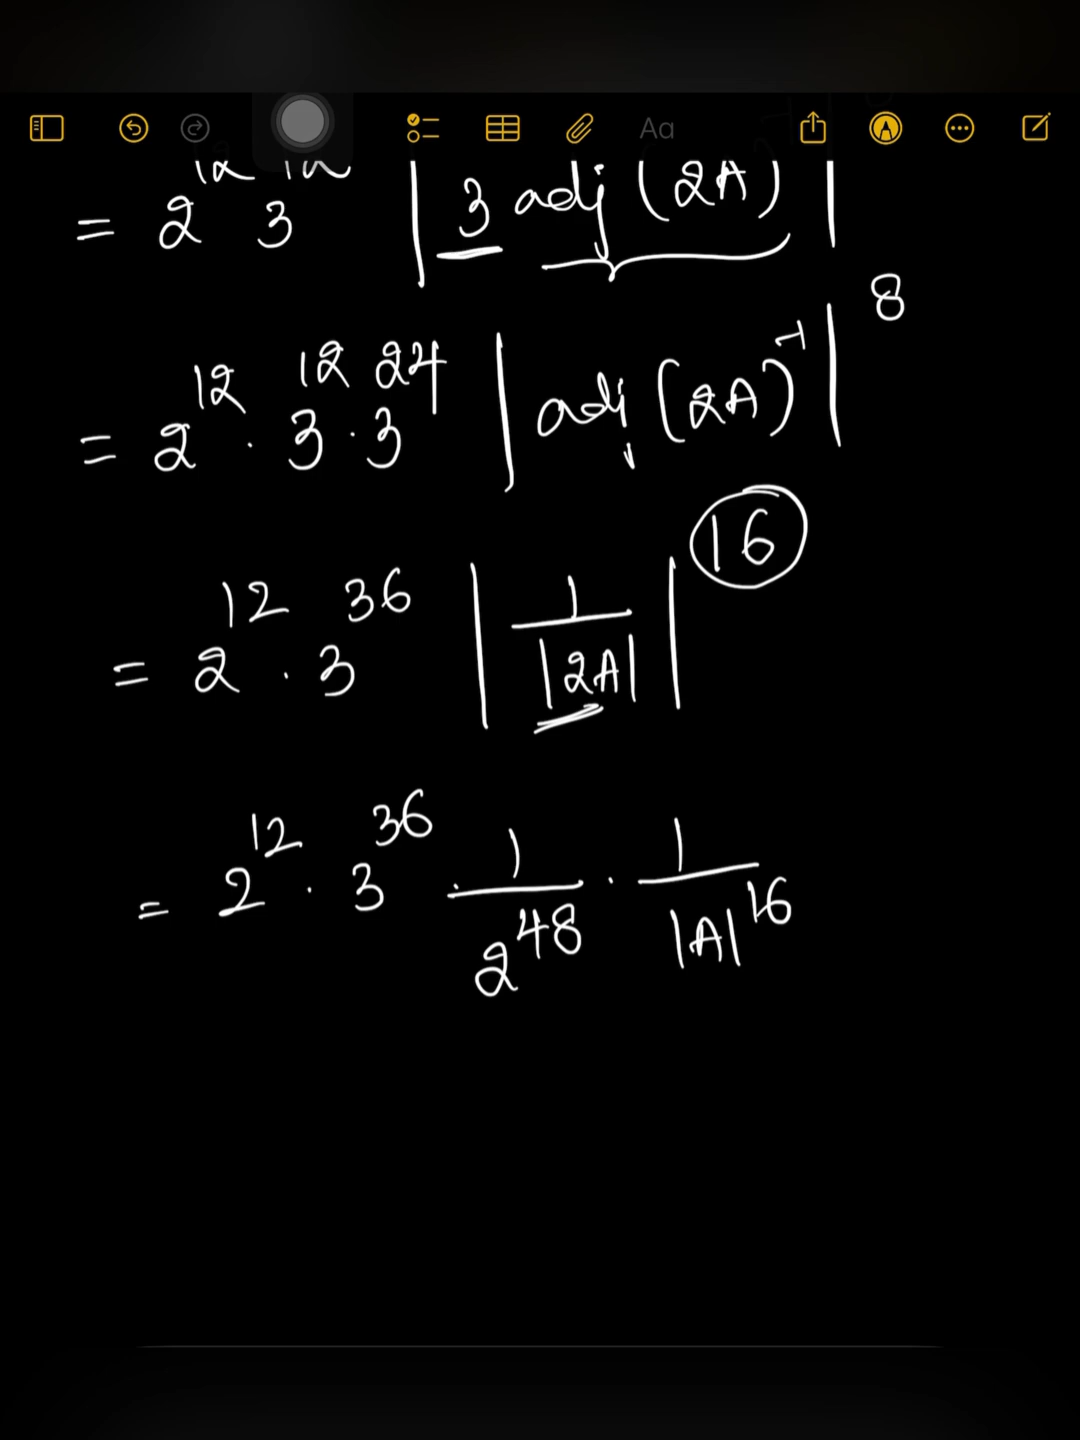 Aa
= 2^12 3^12 | 3 adj (2A) |
= 2^12 · 3^12 · 3^24 | adj (2A)^-1 |^8
= 2^12 · 3^36 | 1/|2A| |^16
= 2^12 · 3^36 · 1/2^48 · 1/|A|^16